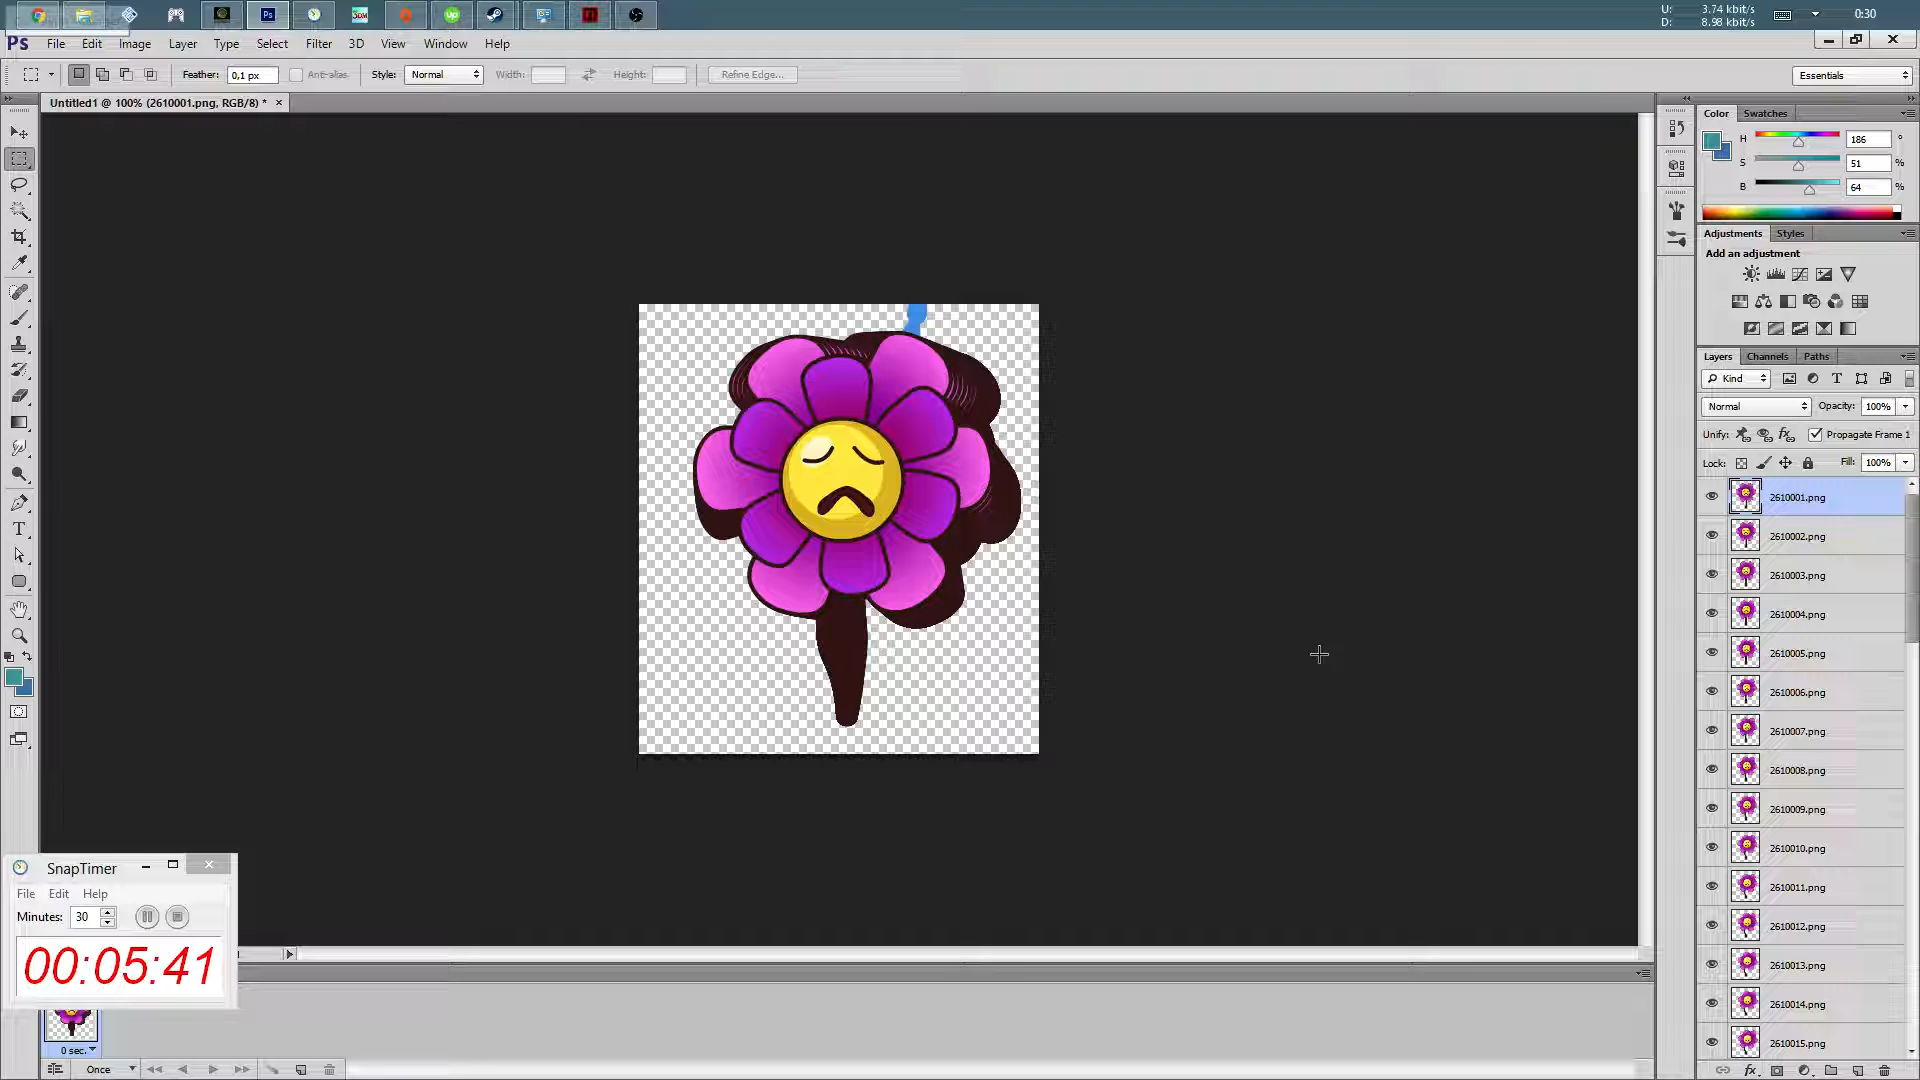 U: 3.74 kbit/s
D: 8.98 kbit/s
0:30
Ps File Edit Image Layer Type Select Filter 3D View Window Help
Feather: 0,1 px Anti-alias Style: Normal Width: Height: Refine Edge... Essentials
Untitled1 @ 100% (2610001.png, RGB/8) * ×
Color Swatches
H 186 °
S 51 %
B 64 %
Adjustments Styles
Add an adjustment
Layers Channels Paths
Kind
Normal Opacity: 100%
Unify: Propagate Frame 1
Lock: Fill: 100%
2610001.png
2610002.png
2610003.png
2610004.png
2610005.png
2610006.png
2610007.png
2610008.png
2610009.png
2610010.png
2610011.png
2610012.png
2610013.png
2610014.png
2610015.png
SnapTimer
File Edit Help
Minutes: 30
00:05:41
0 sec.
Once